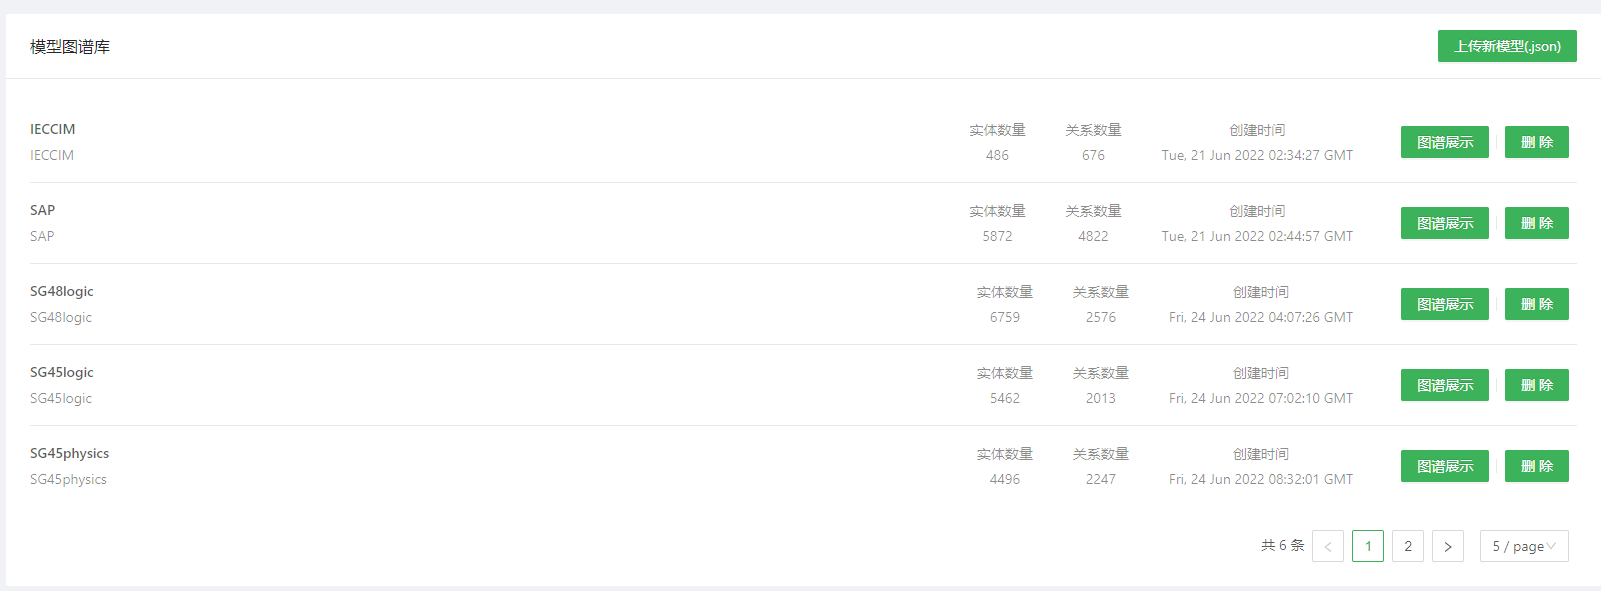 模型图谱库
上传新模型(.json)
IECCIM
IECCIM
实体数量 关系数量 创建时间
486 676 Tue, 21 Jun 2022 02:34:27 GMT
图谱展示 删 除
SAP
SAP
实体数量 关系数量 创建时间
5872 4822 Tue, 21 Jun 2022 02:44:57 GMT
图谱展示 删 除
SG48logic
SG48logic
实体数量 关系数量 创建时间
6759 2576 Fri, 24 Jun 2022 04:07:26 GMT
图谱展示 删 除
SG45logic
SG45logic
实体数量 关系数量 创建时间
5462 2013 Fri, 24 Jun 2022 07:02:10 GMT
图谱展示 删 除
SG45physics
SG45physics
实体数量 关系数量 创建时间
4496 2247 Fri, 24 Jun 2022 08:32:01 GMT
图谱展示 删 除
共 6 条 < 1 2 > 5 / page